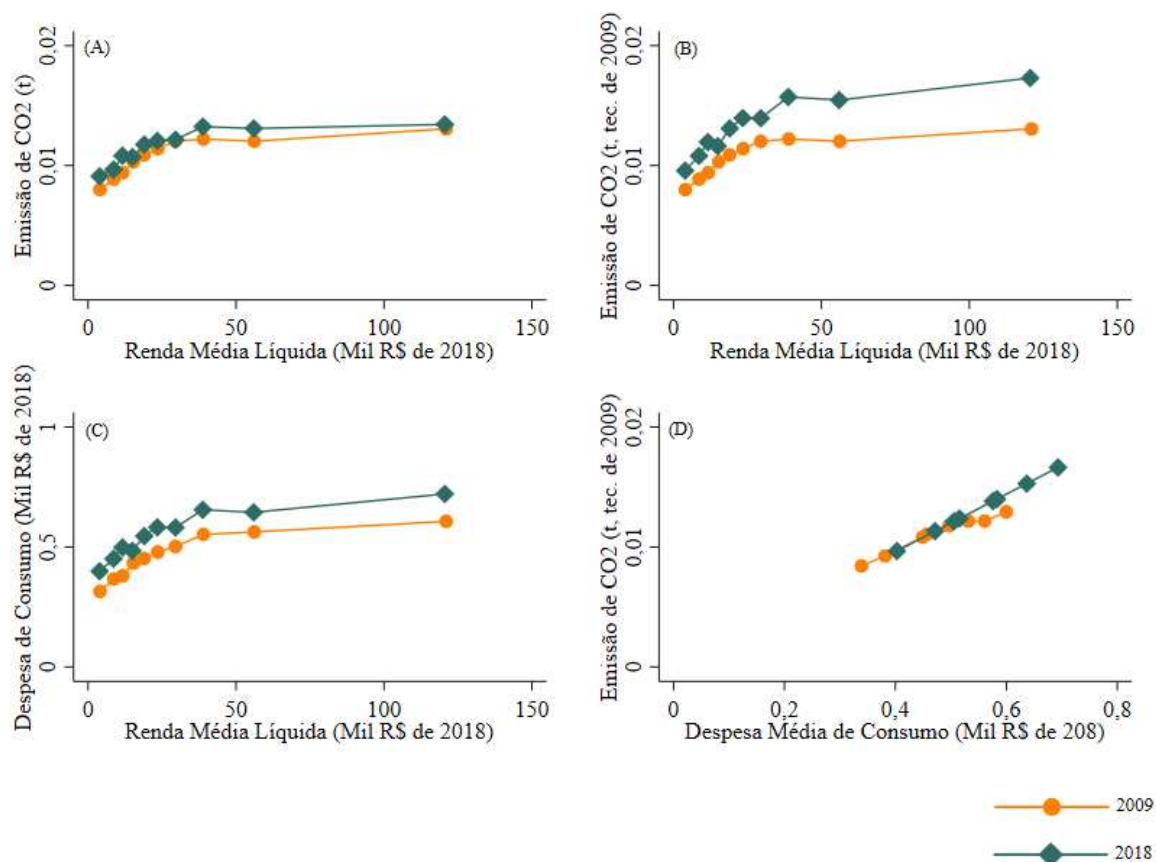 (A)
Emissão de CO2 (t)
0,02
0,01
0
0 50 100 150
Renda Média Líquida (Mil R$ de 2018)
(B)
Emissão de CO2 (t, tec. de 2009)
0,02
0,01
0
0 50 100 150
Renda Média Líquida (Mil R$ de 2018)
(C)
Despesa de Consumo (Mil R$ de 2018)
1
0,5
0
0 50 100 150
Renda Média Líquida (Mil R$ de 2018)
(D)
Emissão de CO2 (t, tec. de 2009)
0,02
0,01
0
0 0,2 0,4 0,6 0,8
Despesa Média de Consumo (Mil R$ de 208)
2009
2018